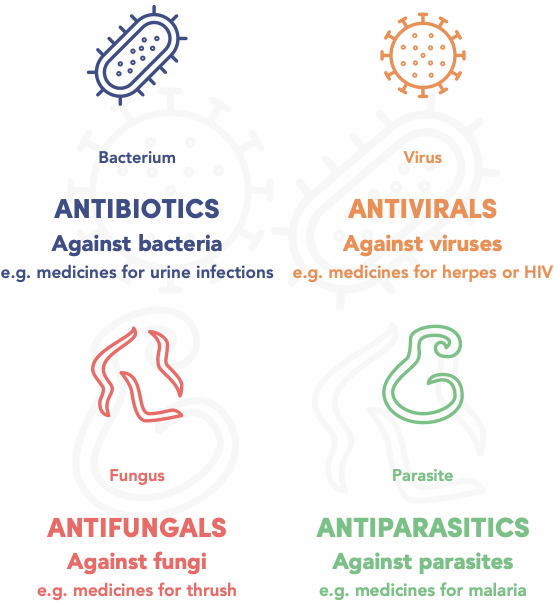 Bacterium
ANTIBIOTICS
Against bacteria
e.g. medicines for urine infections
Virus
ANTIVIRALS
Against viruses
e.g. medicines for herpes or HIV
Fungus
ANTIFUNGALS
Against fungi
e.g. medicines for thrush
Parasite
ANTIPARASITICS
Against parasites
e.g. medicines for malaria